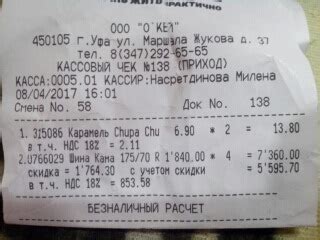 ЖИТЬ ПРАКТИЧНО
ООО "О'КЕЙ"
450105 г.Уфа ул. Маршала Жукова д.37
тел. 8(347)292-65-65
КАССОВЫЙ ЧЕК №138 (ПРИХОД)
КАССА:0005.01 КАССИР:Насретдинова Милена
08/04/2017 16:01
Смена No. 58 Док No. 138
1. 315086 Карамель Chupa Chu 6.90 * 2 = 13.80
в т.ч. НДС 18% = 2.11
2.0766029 Шина Кама 175/70 R 1'840.00 * 4 = 7'360.00
скидка = 1'764.30 с учетом скидки = 5'595.70
в т.ч. НДС 18% = 853.58
БЕЗНАЛИЧНЫЙ РАСЧЕТ